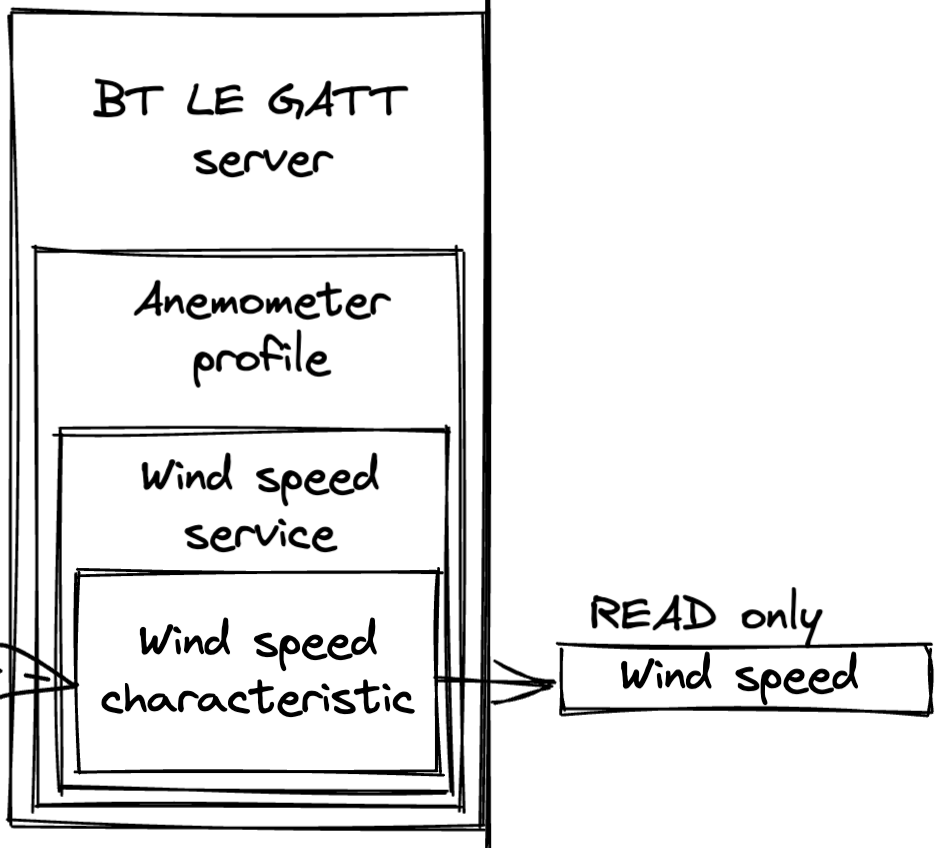 BT LE GATT
server
Anemometer
profile
Wind speed
service
Wind speed
characteristic
READ only
Wind speed